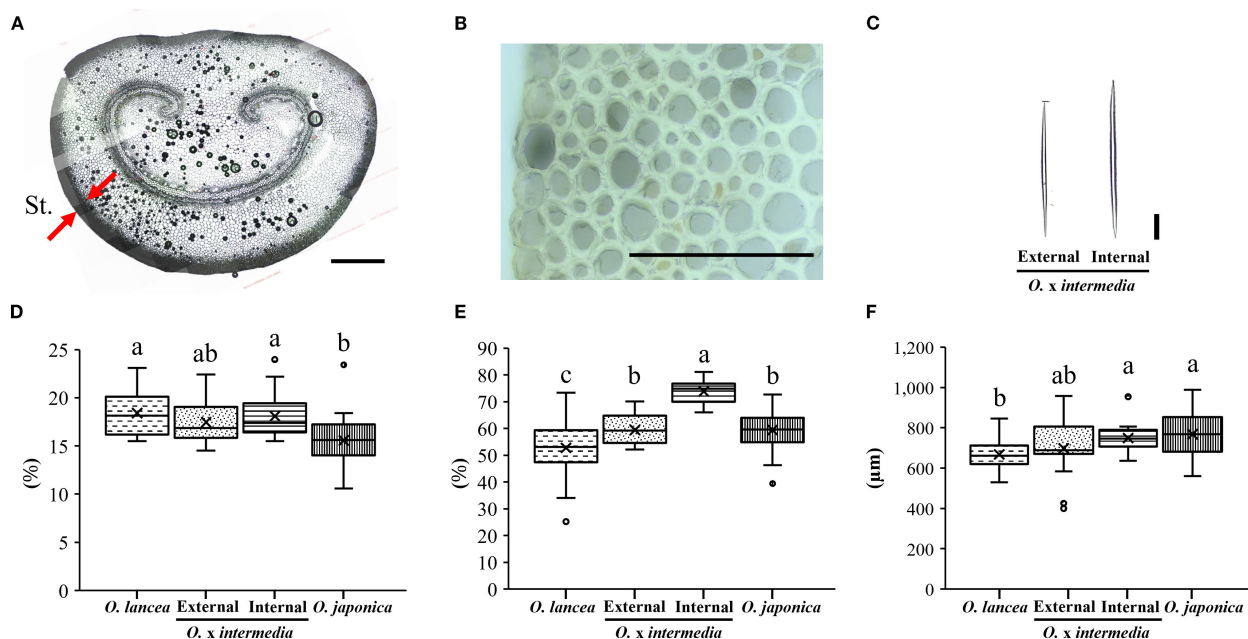 A
St.
B
C
External Internal
O. x intermedia
D
(%)
25
20
15
10
5
0
a
ab
a
b
O. lancea
External
Internal
O. japonica
O. x intermedia
E
(%)
90
80
70
60
50
40
30
20
10
0
c
b
a
b
O. lancea
External
Internal
O. japonica
O. x intermedia
F
(μm)
1,200
1,000
800
600
400
200
0
b
ab
a
a
O. lancea
External
Internal
O. japonica
O. x intermedia